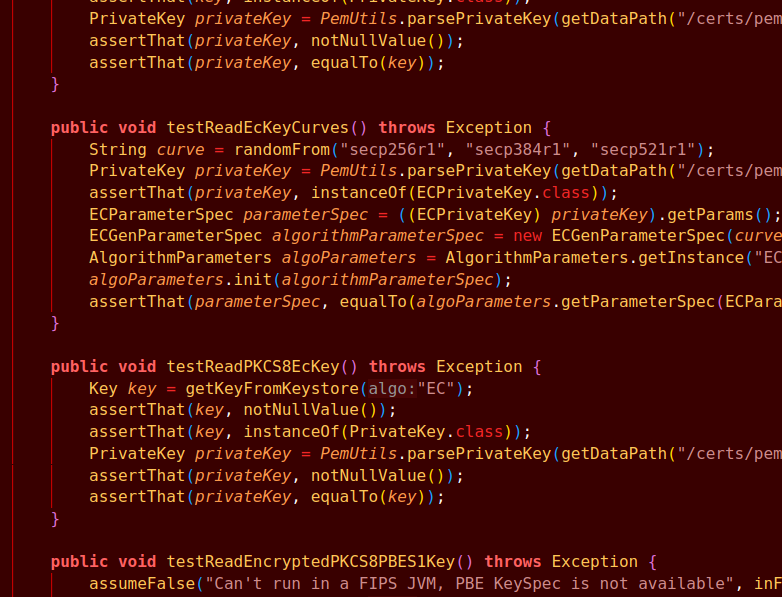 assertThat(key, instanceOf(PrivateKey.class));
PrivateKey privateKey = PemUtils.parsePrivateKey(getDataPath("/certs/pem
assertThat(privateKey, notNullValue());
assertThat(privateKey, equalTo(key));
}
public void testReadEcKeyCurves() throws Exception {
String curve = randomFrom("secp256r1", "secp384r1", "secp521r1");
PrivateKey privateKey = PemUtils.parsePrivateKey(getDataPath("/certs/pem
assertThat(privateKey, instanceOf(ECPrivateKey.class));
ECParameterSpec parameterSpec = ((ECPrivateKey) privateKey).getParams();
ECGenParameterSpec algorithmParameterSpec = new ECGenParameterSpec(curve
AlgorithmParameters algoParameters = AlgorithmParameters.getInstance("EC
algoParameters.init(algorithmParameterSpec);
assertThat(parameterSpec, equalTo(algoParameters.getParameterSpec(ECPara
}
public void testReadPKCS8EcKey() throws Exception {
Key key = getKeyFromKeystore(algo:"EC");
assertThat(key, notNullValue());
assertThat(key, instanceOf(PrivateKey.class));
PrivateKey privateKey = PemUtils.parsePrivateKey(getDataPath("/certs/pem
assertThat(privateKey, notNullValue());
assertThat(privateKey, equalTo(key));
}
public void testReadEncryptedPKCS8PBES1Key() throws Exception {
assumeFalse("Can't run in a FIPS JVM, PBE KeySpec is not available", inF